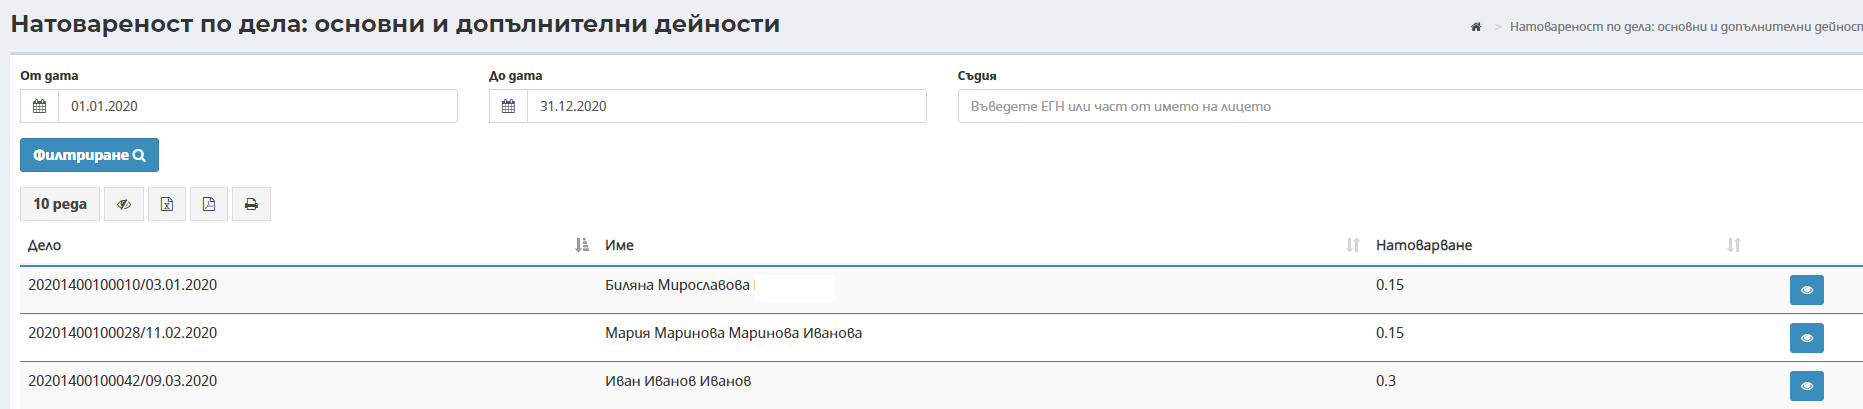 Натовареност по дела: основни и допълнителни дейности
> Натовареност по дела: основни и допълнителни
От дата До дата Съдия
01.01.2020 31.12.2020 Въведете ЕГН или част от името на лицето
Филтриране
10 реда
Дело Име Натоварване
20201400100010/03.01.2020 Биляна Мирославова 0.15
20201400100028/11.02.2020 Мария Маринова Маринова Иванова 0.15
20201400100042/09.03.2020 Иван Иванов Иванов 0.3